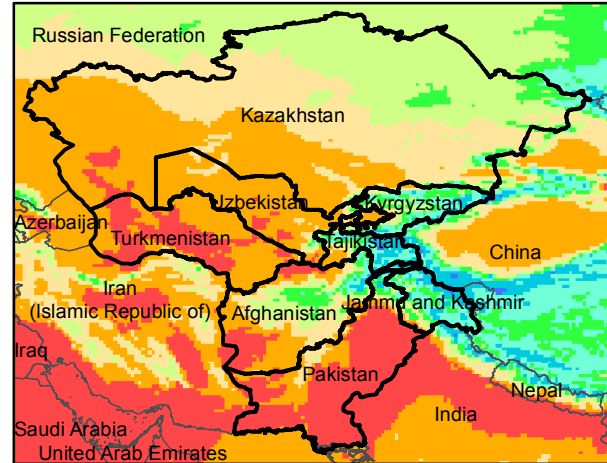 Russian Federation
Kazakhstan
Uzbekistan
Kyrgyzstan
Azerbaijan
Turkmenistan
Tajikistan
China
Iran
(Islamic Republic of)
Afghanistan
Jammu and Kashmir
Iraq
Pakistan
Nepal
India
Saudi Arabia
United Arab Emirates